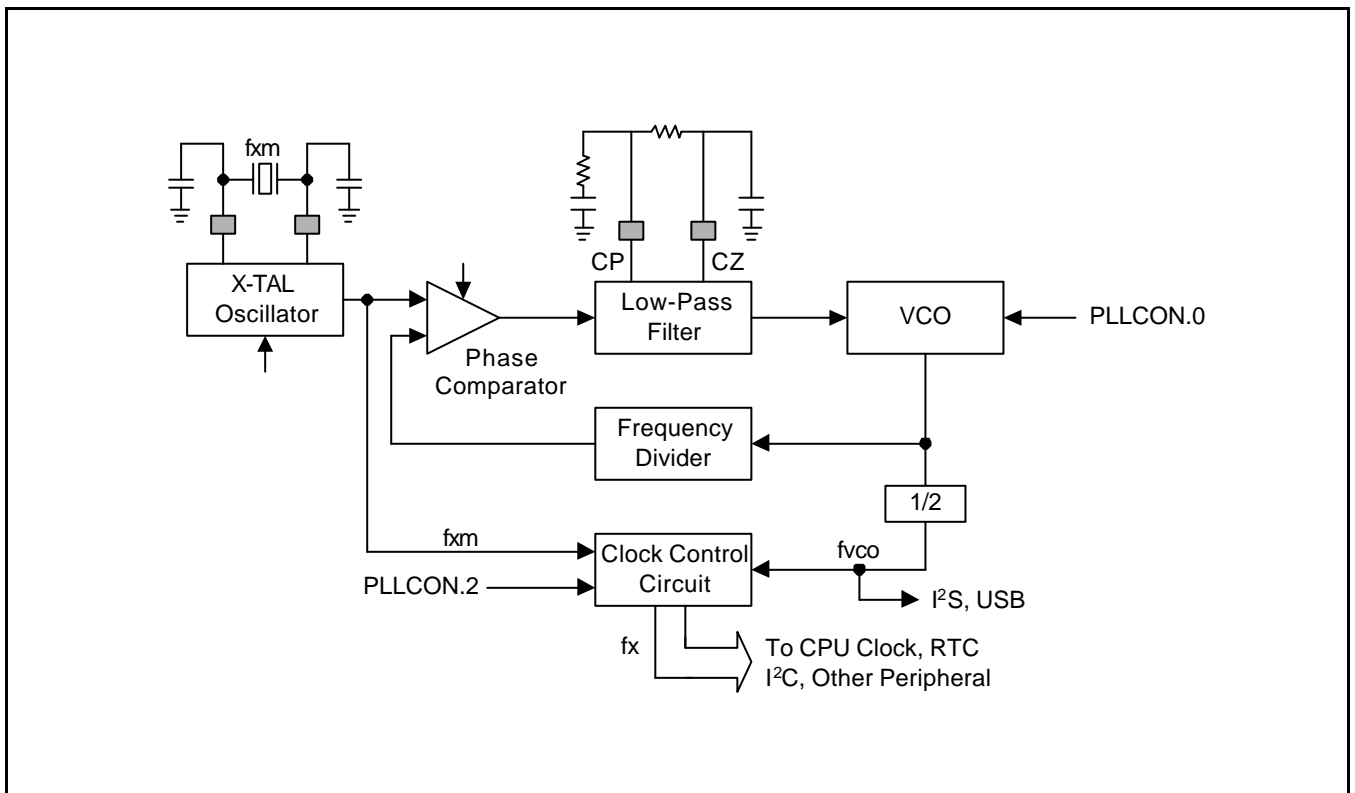 fxm
CP
CZ
X-TAL
Oscillator
Low-Pass
Filter
VCO
PLLCON.0
Phase
Comparator
Frequency
Divider
1/2
fxm
Clock Control
Circuit
fvco
PLLCON.2
I²S, USB
fx
To CPU Clock, RTC
I²C, Other Peripheral